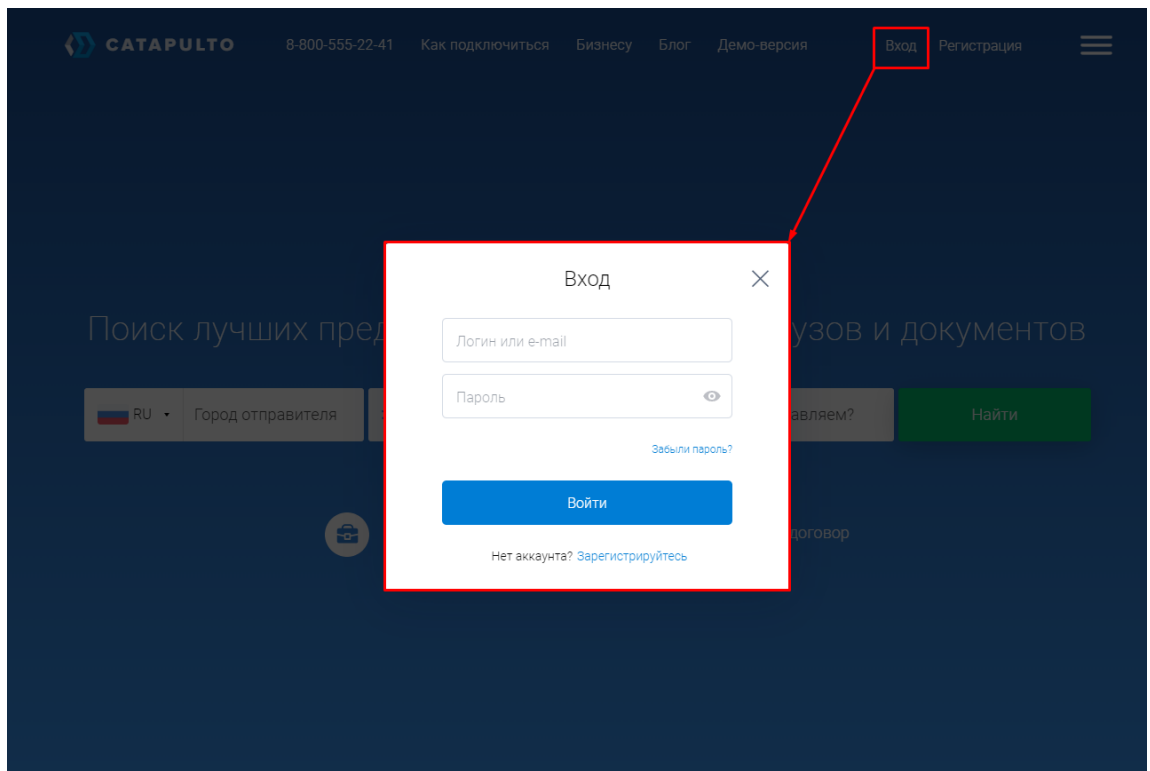 CATAPULTO 8-800-555-22-41 Как подключиться Бизнесу Блог Демо-версия Вход Регистрация
Вход
Поиск лучших пред узов и документов
Логин или e-mail
RU Город отправителя авляем? Найти
Пароль
Забыли пароль?
Войти
договор
Нет аккаунта? Зарегистрируйтесь